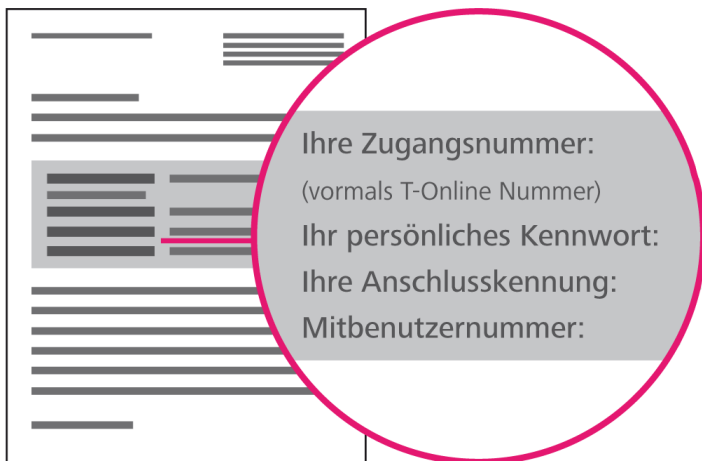 Ihre Zugangsnummer:
(vormals T-Online Nummer)
Ihr persönliches Kennwort:
Ihre Anschlusskennung:
Mitbenutzernummer: